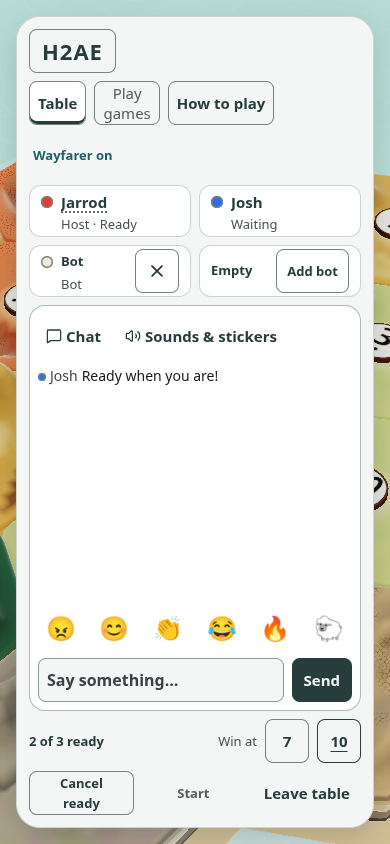 H2AE
Table
Play
games
How to play
Wayfarer on
Jarrod
Host · Ready
Josh
Waiting
Bot
Bot
Empty
Add bot
Chat
Sounds & stickers
Josh Ready when you are!
Say something...
Send
2 of 3 ready
Win at
7
10
Cancel
ready
Start
Leave table